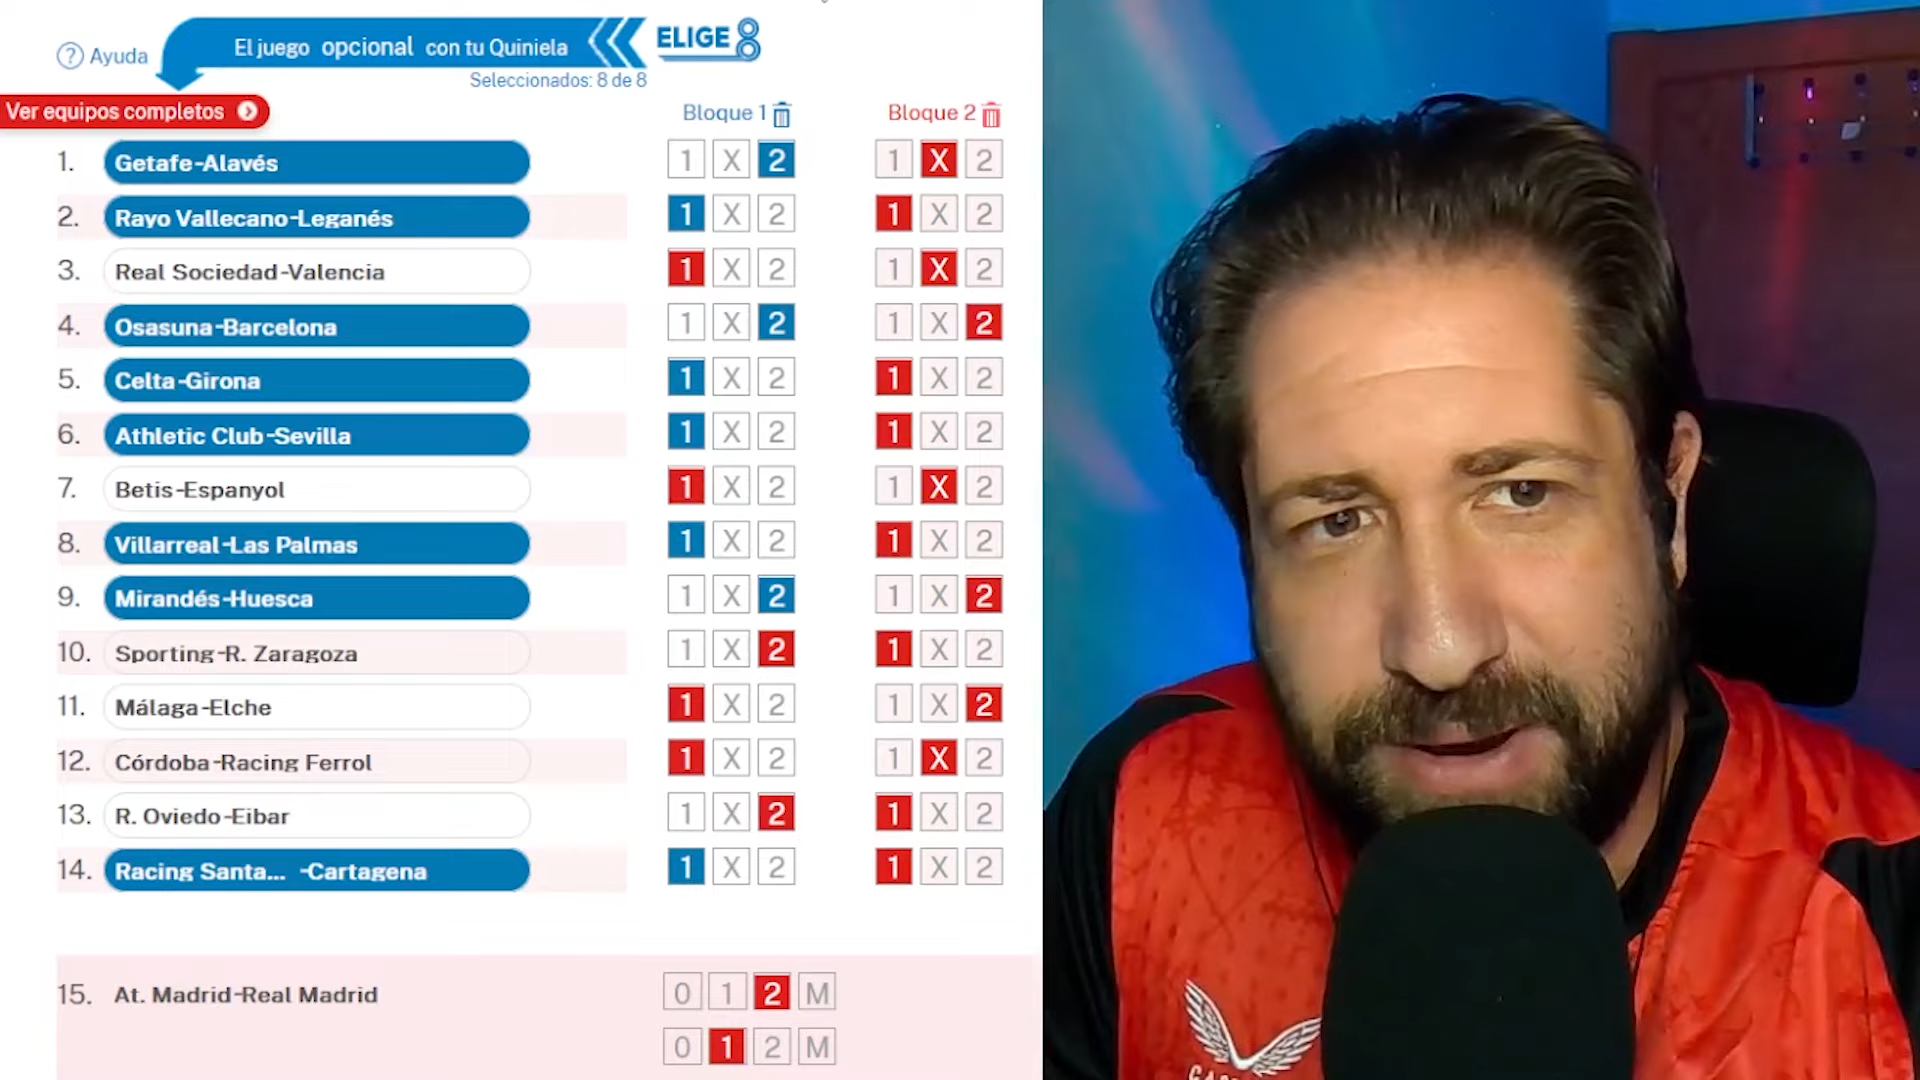 ? Ayuda
El juego opcional con tu Quiniela
ELIGE 8
Seleccionados: 8 de 8
Ver equipos completos
Bloque 1 Bloque 2
1. Getafe-Alavés 1 X 2 1 X 2
2. Rayo Vallecano-Leganés 1 X 2 1 X 2
3. Real Sociedad-Valencia 1 X 2 1 X 2
4. Osasuna-Barcelona 1 X 2 1 X 2
5. Celta-Girona 1 X 2 1 X 2
6. Athletic Club-Sevilla 1 X 2 1 X 2
7. Betis-Espanyol 1 X 2 1 X 2
8. Villarreal-Las Palmas 1 X 2 1 X 2
9. Mirandés-Huesca 1 X 2 1 X 2
10. Sporting-R. Zaragoza 1 X 2 1 X 2
11. Málaga-Elche 1 X 2 1 X 2
12. Córdoba-Racing Ferrol 1 X 2 1 X 2
13. R. Oviedo-Eibar 1 X 2 1 X 2
14. Racing Santa... -Cartagena 1 X 2 1 X 2
15. At. Madrid-Real Madrid 0 1 2 M
0 1 2 M